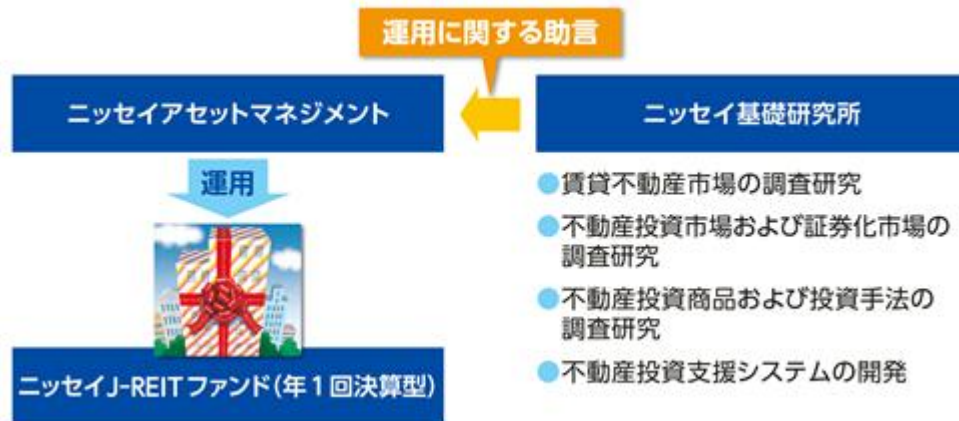 運用に関する助言
ニッセイアセットマネジメント
ニッセイ基礎研究所
運用
ニッセイJ-REITファンド(年1回決算型)
●賃貸不動産市場の調査研究
●不動産投資市場および証券化市場の
調査研究
●不動産投資商品および投資手法の
調査研究
●不動産投資支援システムの開発